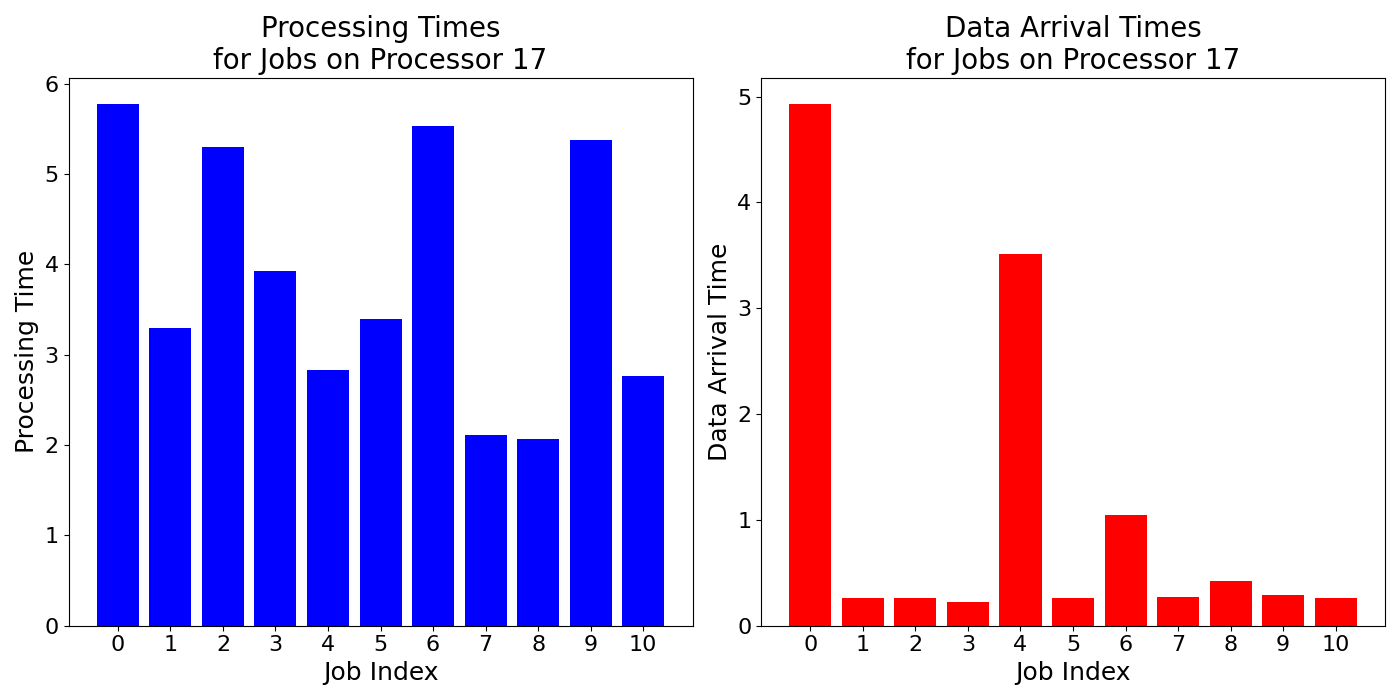 Processing Times
for Jobs on Processor 17
Processing Time
6
5
4
3
2
1
0
0 1 2 3 4 5 6 7 8 9 10
Job Index
Data Arrival Times
for Jobs on Processor 17
Data Arrival Time
5
4
3
2
1
0
0 1 2 3 4 5 6 7 8 9 10
Job Index